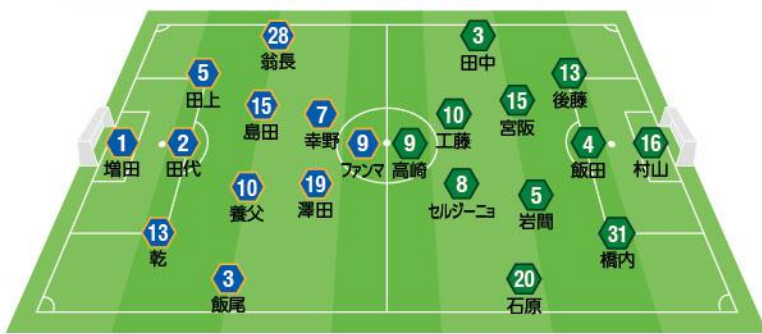 1
増田
2
田代
5
田上
13
乾
28
翁長
15
島田
10
養父
3
飯尾
7
幸野
19
澤田
9
ファンマ
9
高崎
10
工藤
8
セルジーニョ
3
田中
15
宮阪
5
岩間
20
石原
13
後藤
4
飯田
31
橋内
16
村山